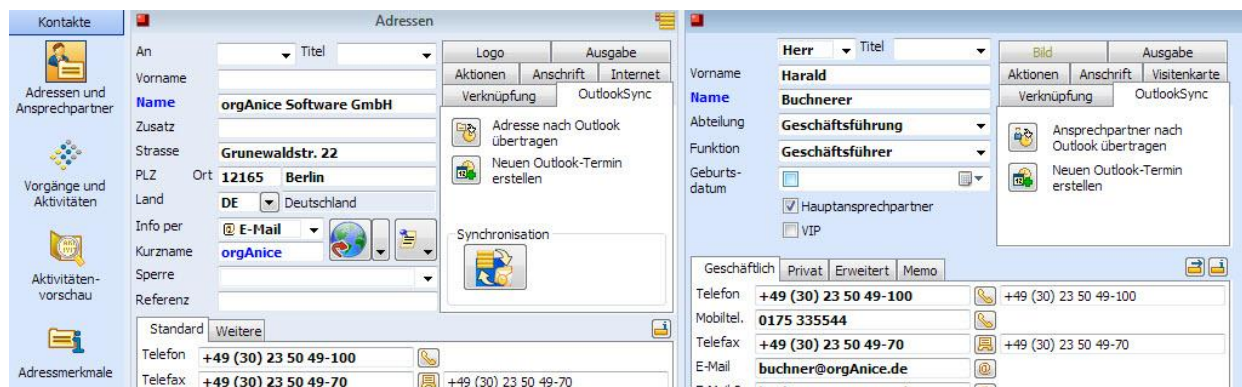 Kontakte
Adressen und
Ansprechpartner
Vorgänge und
Aktivitäten
Aktivitäten-
vorschau
Adressmerkmale
Adressen
An Titel
Vorname
Name orgAnice Software GmbH
Zusatz
Strasse Grunewaldstr. 22
PLZ Ort 12165 Berlin
Land DE Deutschland
Info per E-Mail
Kurzname orgAnice
Sperre
Referenz
Logo Ausgabe
Aktionen Anschrift Internet
Verknüpfung OutlookSync
Adresse nach Outlook
übertragen
Neuen Outlook-Termin
erstellen
Synchronisation
Standard Weitere
Telefon +49 (30) 23 50 49-100
Telefax +49 (30) 23 50 49-70 +49 (30) 23 50 49-70
Herr Titel
Vorname Harald
Name Buchnerer
Abteilung Geschäftsführung
Funktion Geschäftsführer
Geburts-
datum
Hauptansprechpartner
VIP
Bild Ausgabe
Aktionen Anschrift Visitenkarte
Verknüpfung OutlookSync
Ansprechpartner nach
Outlook übertragen
Neuen Outlook-Termin
erstellen
Geschäftlich Privat Erweitert Memo
Telefon +49 (30) 23 50 49-100 +49 (30) 23 50 49-100
Mobiltel. 0175 335544
Telefax +49 (30) 23 50 49-70 +49 (30) 23 50 49-70
E-Mail buchner@orgAnice.de